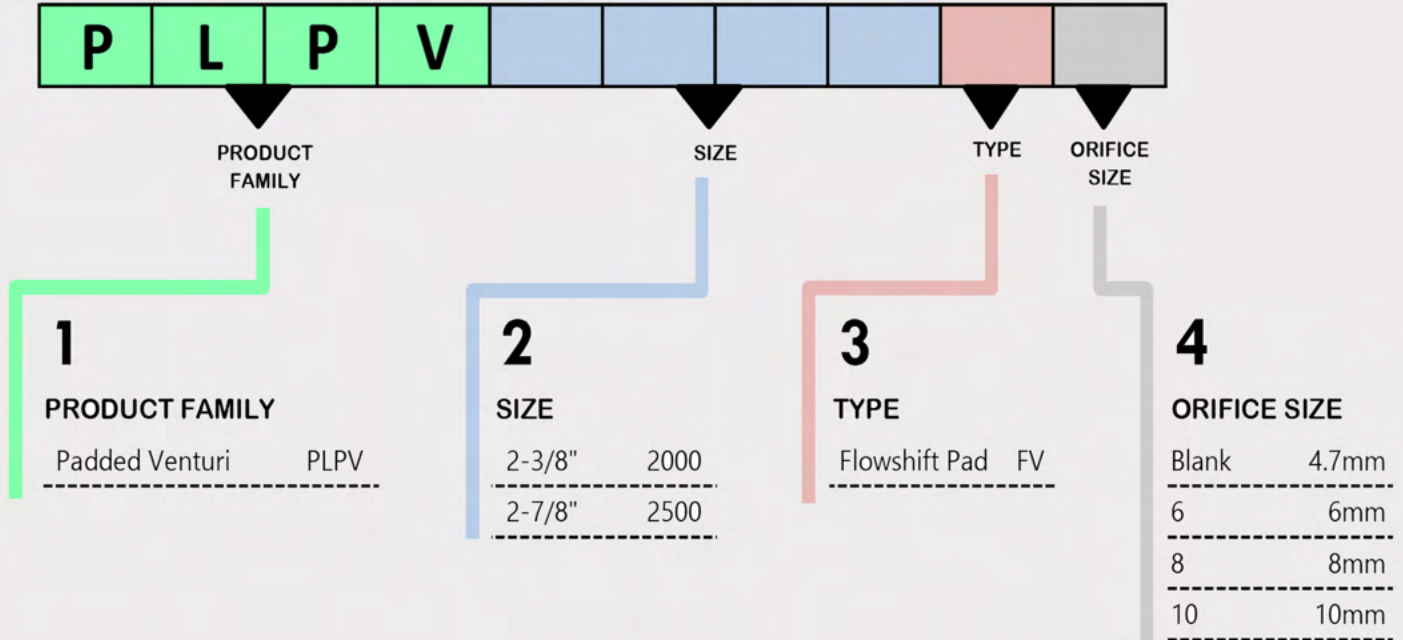 P L P V
PRODUCT
FAMILY
SIZE
TYPE
ORIFICE
SIZE
1
PRODUCT FAMILY
Padded Venturi PLPV
2
SIZE
2-3/8" 2000
2-7/8" 2500
3
TYPE
Flowshift Pad FV
4
ORIFICE SIZE
Blank 4.7mm
6 6mm
8 8mm
10 10mm